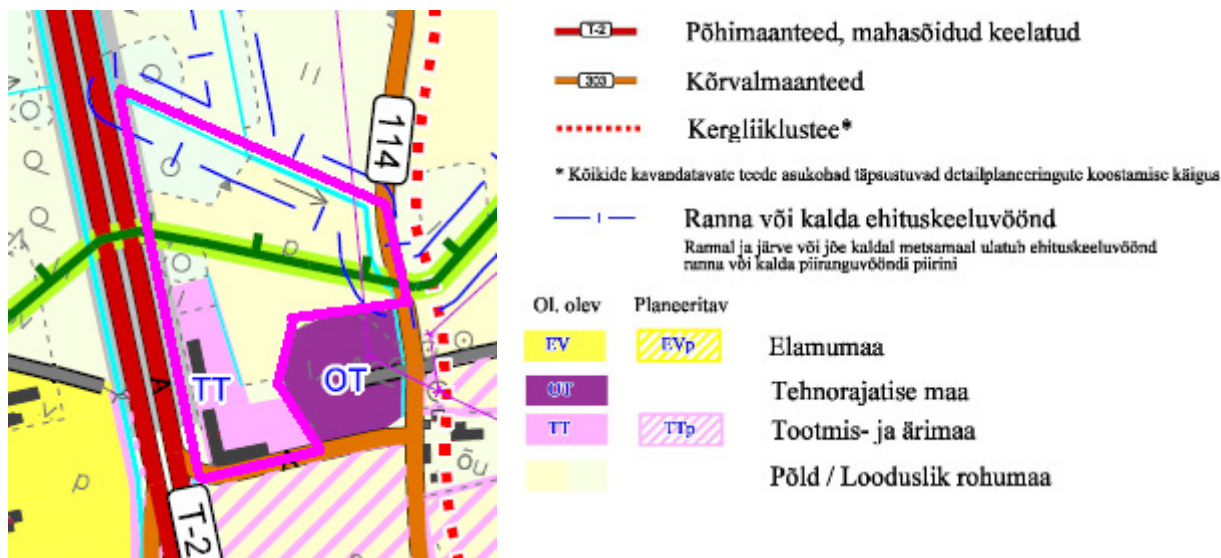 114
TT
OT
T-2
p
p
õu
T-2
Põhimaanteed, mahasõidud keelatud
303
Kõrvalmaanteed
Kergliiklustee*
* Kõikide kavandatavate teede asukohad täpsustuvad detailplaneeringute koostamise käigus
Ranna või kalda ehituskeeluvöönd
Rannal ja järve või jõe kaldal metsamaal ulatub ehituskeeluvöönd
ranna või kalda piiranguvööndi piirini
Ol. olev Planeeritav
EV EVp Elamumaa
OT Tehnorajatise maa
TT TTp Tootmis- ja ärimaa
Põld / Looduslik rohumaa